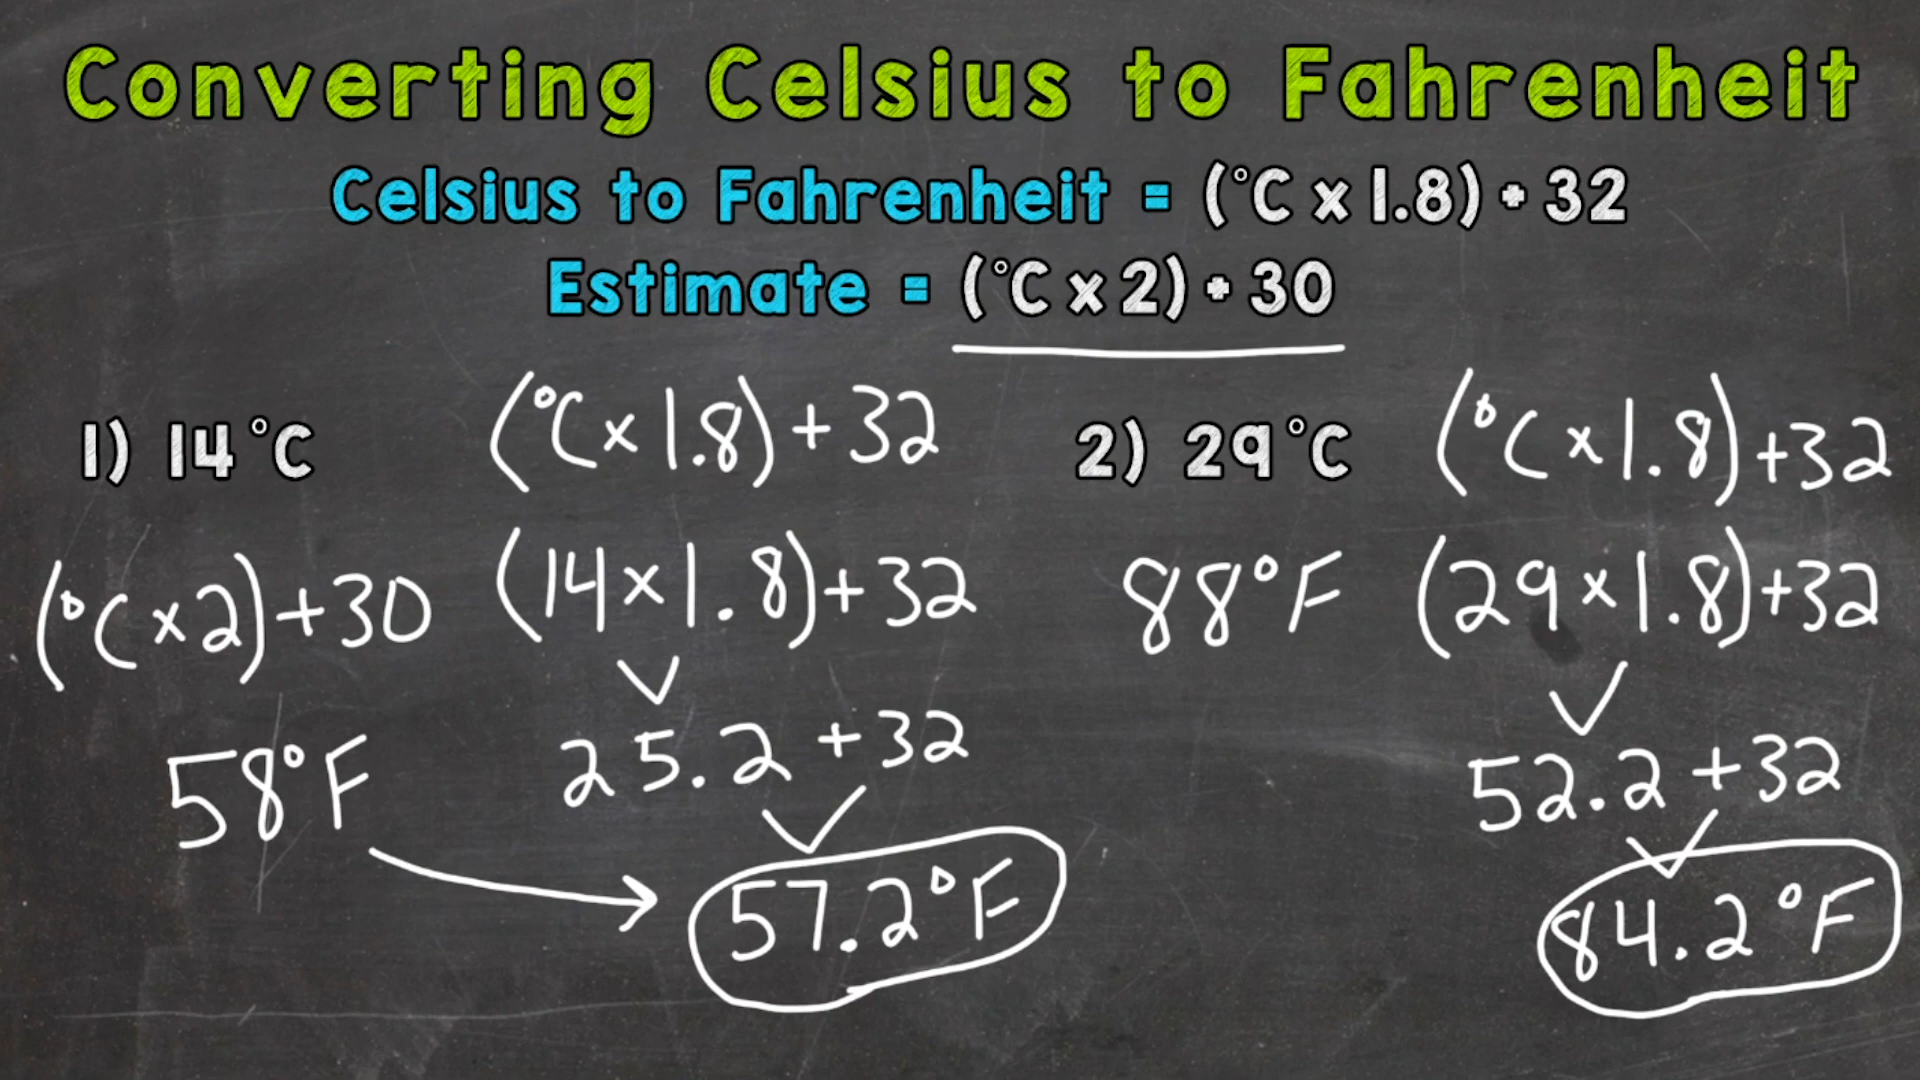 Converting Celsius to Fahrenheit
Celsius to Fahrenheit = (°C x 1.8) + 32
Estimate = (°C x 2) + 30
1) 14°C
(°C x 1.8) + 32
(°C x 2) + 30
(14 x 1.8) + 32
58°F
25.2 + 32
57.2°F
2) 29°C
(°C x 1.8) + 32
88°F
(29 x 1.8) + 32
52.2 + 32
84.2°F